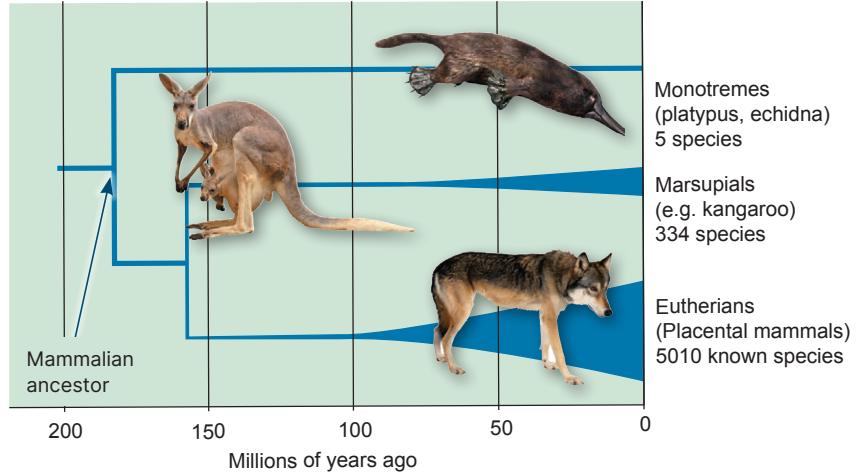 Monotremes
(platypus, echidna)
5 species
Marsupials
(e.g. kangaroo)
334 species
Eutherians
(Placental mammals)
5010 known species
Mammalian
ancestor
200
150
100
50
0
Millions of years ago